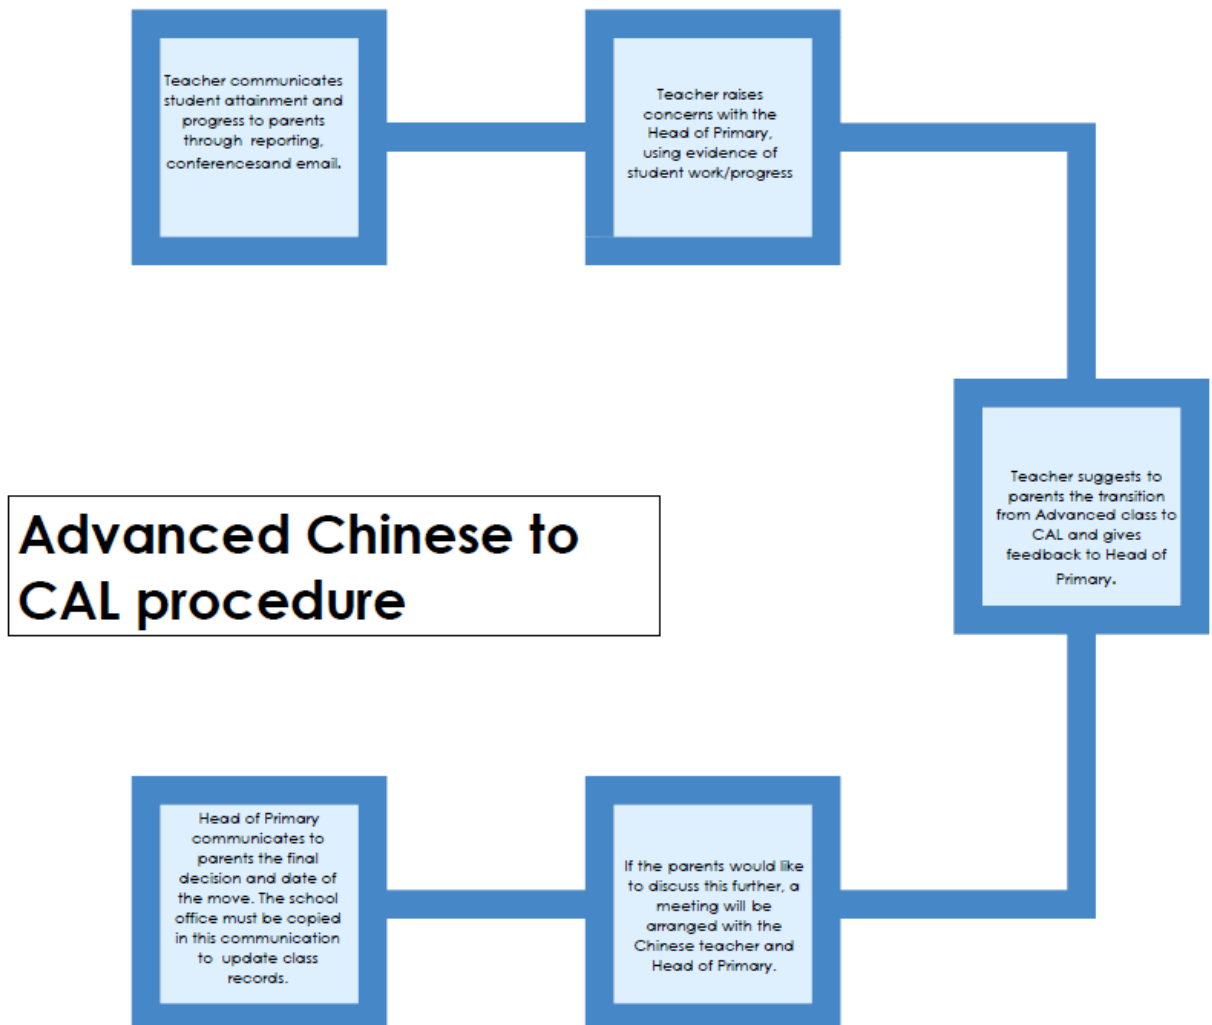 Teacher communicates
student attainment and
progress to parents
through reporting,
conferencesand email.
Teacher raises
concerns with the
Head of Primary,
using evidence of
student work/progress
Teacher suggests to
parents the transition
from Advanced class to
CAL and gives
feedback to Head of
Primary.
Advanced Chinese to
CAL procedure
If the parents would like
to discuss this further, a
meeting will be
arranged with the
Chinese teacher and
Head of Primary.
Head of Primary
communicates to
parents the final
decision and date of
the move. The school
office must be copied
in this communication
to update class
records.